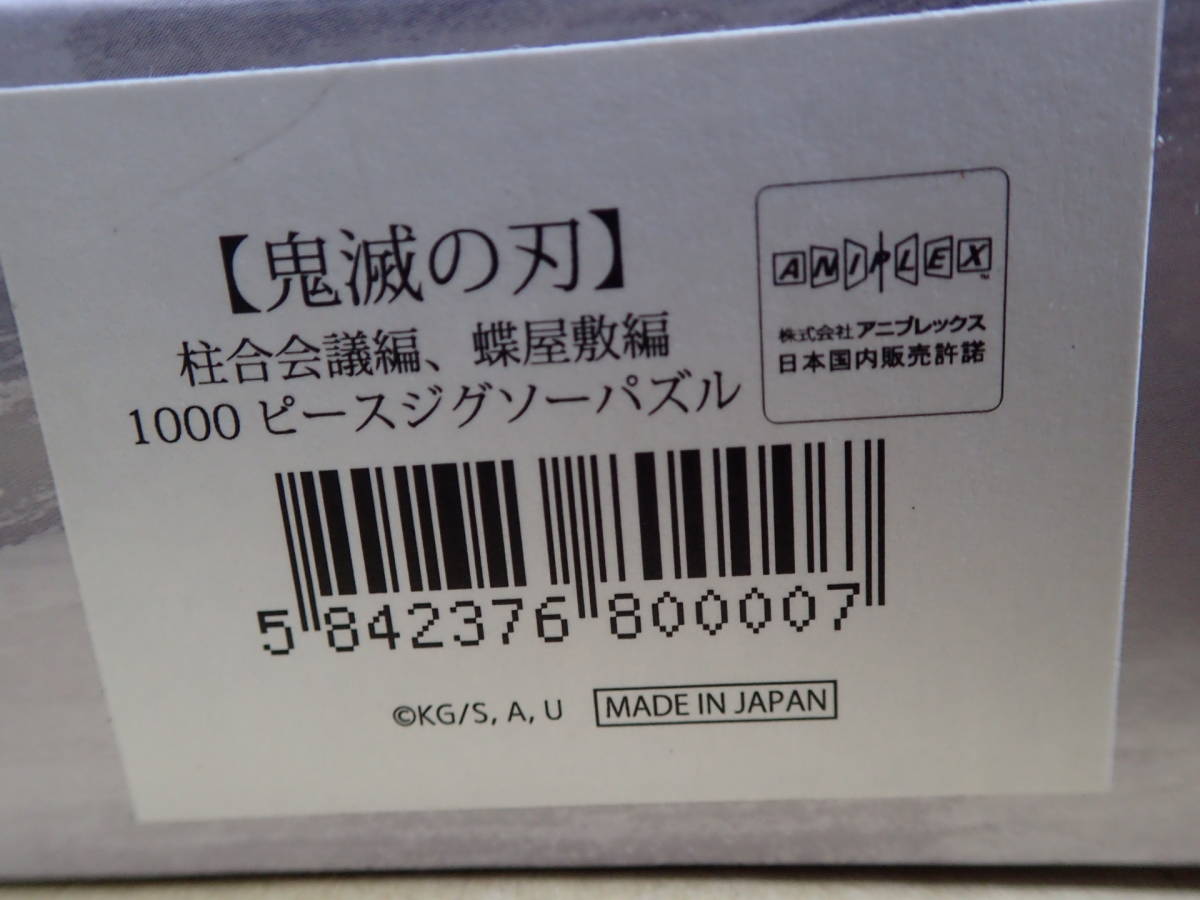 【鬼滅の刃】
柱合会議編、蝶屋敷編
1000 ピースジグソーパズル
ANIPLEX™
株式会社 アニプレックス
日本国内販売許諾
5 842376 800007
©KG/S, A, U
MADE IN JAPAN